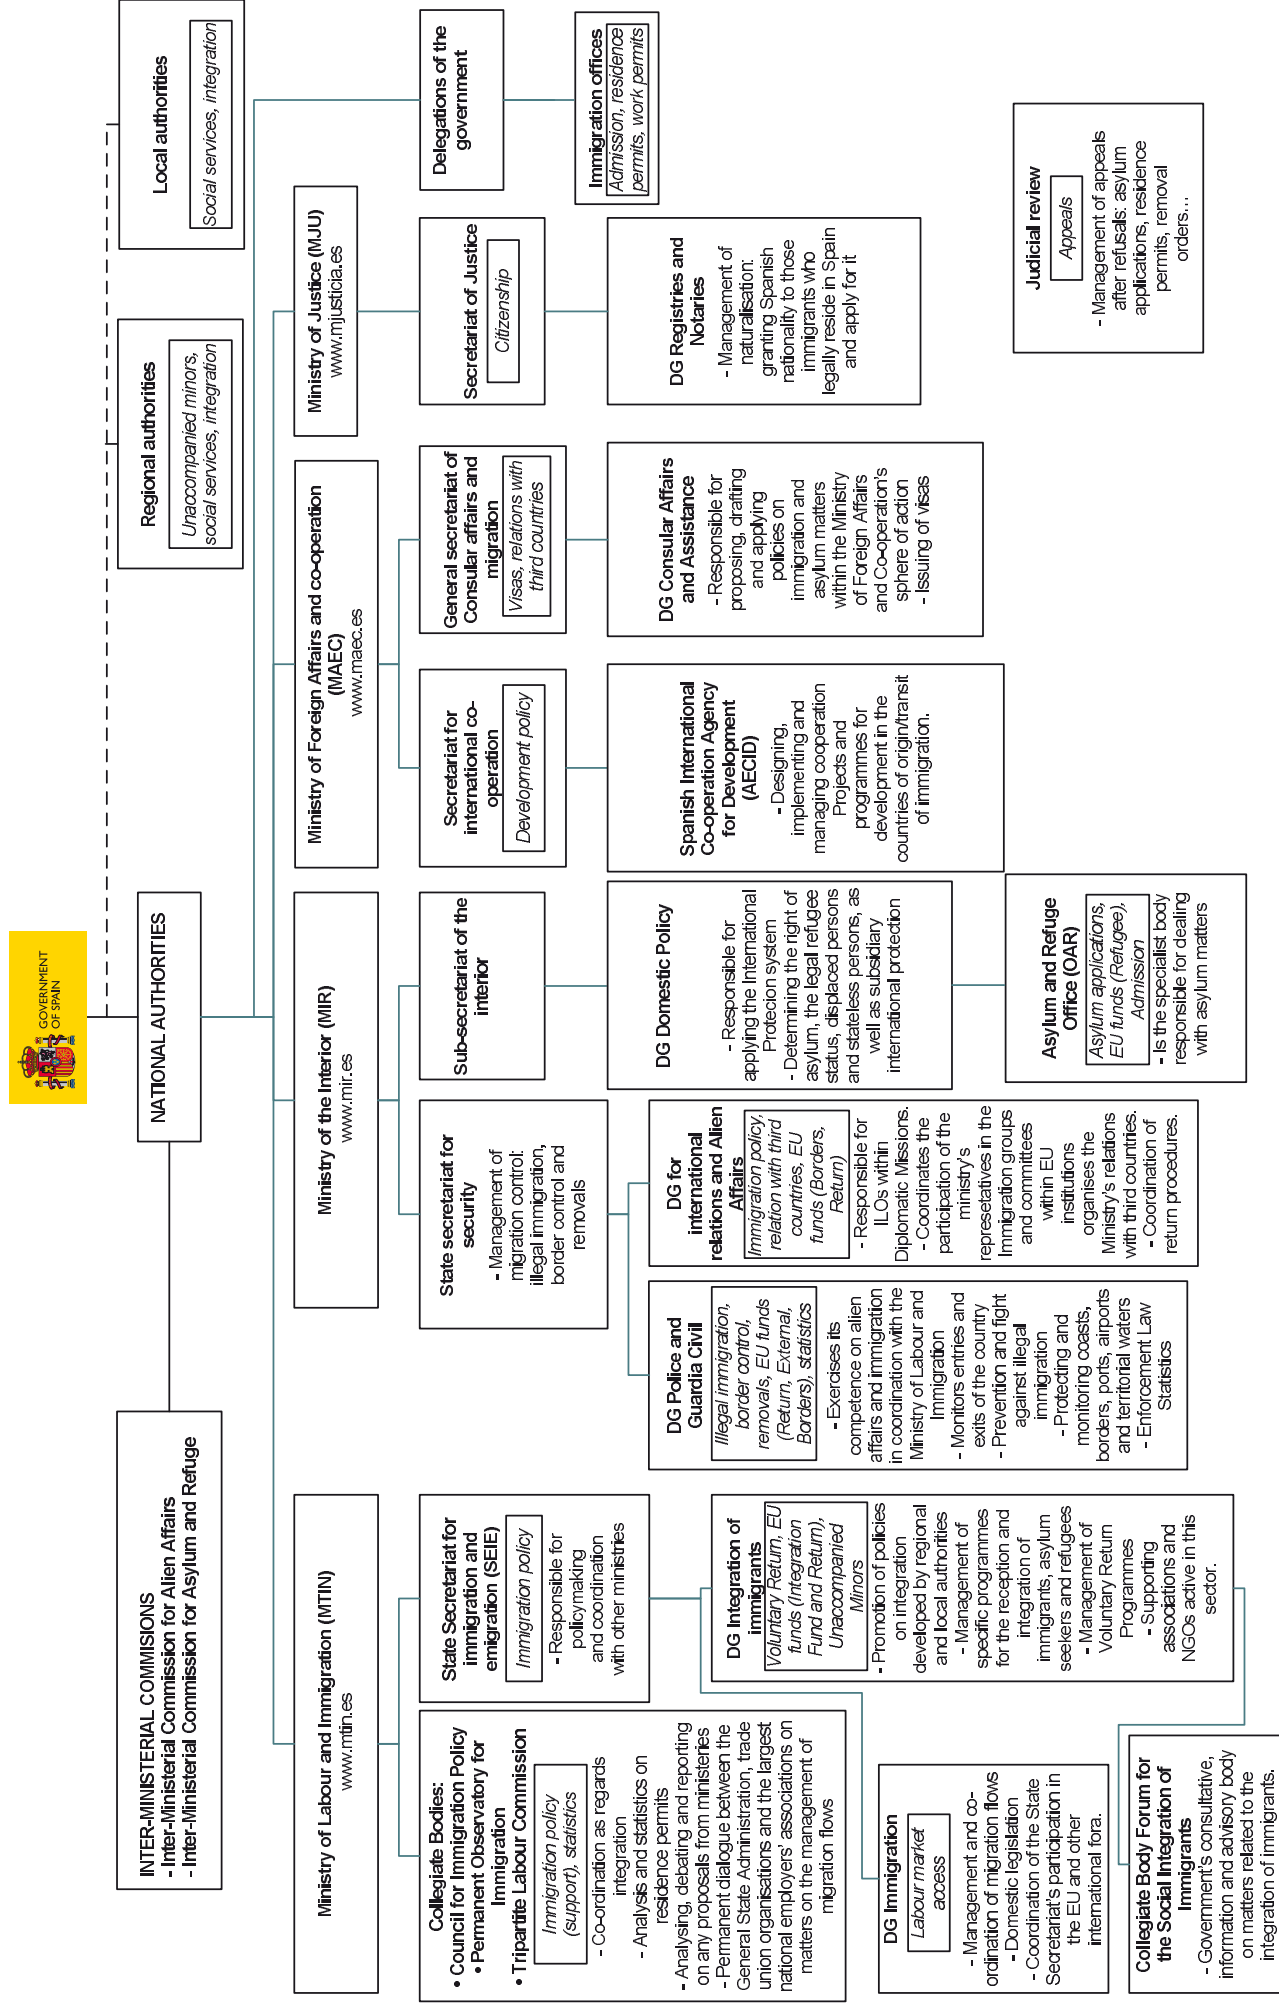 GOVERNMENT
OF SPAIN
INTER-MINISTERIAL COMMISIONS
- Inter-Ministerial Commission for Alien Affairs
- Inter-Ministerial Commission for Asylum and Refuge
NATIONAL AUTHORITIES
Regional authorities
Unaccompanied minors,
social services, integration
Local authorities
Social services, integration
Ministry of Labour and Immigration (MTIN)
www.mtin.es
Ministry of the Interior (MIR)
www.mir.es
Ministry of Foreign Affairs and co-operation
(MAEC)
www.maec.es
Ministry of Justice (MJU)
www.mjusticia.es
Collegiate Bodies:
• Council for Immigration Policy
• Permanent Observatory for
Immigration
• Tripartite Labour Commission
Immigration policy
(support), statistics
- Co-ordination as regards
integration
- Analysis and statistics on
residence permits
- Analysing, debating and reporting
on any proposals from ministeries
- Permanent dialogue between the
General State Administration, trade
union organisations and the largest
national employers' associations on
matters on the management of
migration flows
State Secretariat for
immigration and
emigration (SEIE)
Immigration policy
- Responsible for
policymaking
and coordination
with other ministries
State secretariat for
security
- Management of
migration control:
illegal immigration,
border control and
removals
Sub-secretariat of the
interior
Secretariat for
international co-
operation
Development policy
General secretariat of
Consular affairs and
migration
Visas, relations with
third countries
Secretariat of Justice
Citizenship
Delegations of the
government
Immigration offices
Admission, residence
permits, work permits
DG Immigration
Labour market
access
- Management and co-
ordination of migration flows
- Domestic legislation
- Coordination of the State
Secretariat's participation in
the EU and other
international fora.
DG Integration of
immigrants
Voluntary Return, EU
funds (Integration
Fund and Return),
Unaccompanied
Minors
- Promotion of policies
on integration
developed by regional
and local authorities
- Management of
specific programmes
for the reception and
integration of
immigrants, asylum
seekers and refugees
- Management of
Voluntary Return
Programmes
- Supporting
associations and
NGOs active in this
sector.
DG Police and
Guardia Civil
Illegal immigration,
border control,
removals, EU funds
(Return, External,
Borders), statistics
- Exercises its
competence on alien
affairs and immigration
in coordination with the
Ministry of Labour and
Immigration
- Monitors entries and
exits of the country
- Prevention and fight
against illegal
immigration
- Protecting and
monitoring coasts,
borders, ports, airports
and territorial waters
- Enforcement Law
Statistics
DG for
international
relations and Alien
Affairs
Immigration policy,
relation with third
countries, EU
funds (Borders,
Return)
- Responsible for
ILOs within
Diplomatic Missions.
- Coordinates the
participation of the
ministry's
represetatives in the
Immigration groups
and committees
within EU
institutions
organises the
Ministry's relations
with third countries.
- Coordination of
return procedures.
DG Domestic Policy
- Responsible for
applying the International
Protecion system
- Determining the right of
asylum, the legal refugee
status, displaced persons
and stateless persons, as
well as subsidiary
international protection
Spanish International
Co-operation Agency
for Development
(AECID)
- Designing,
implementing and
managing cooperation
Projects and
programmes for
development in the
countries of origin/transit
of immigration.
DG Consular Affairs
and Assistance
- Responsible for
proposing, drafting
and applying
policies on
immigration and
asylum matters
within the Ministry
of Foreign Affairs
and Co-operation's
sphere of action
- Issuing of visas
DG Registries and
Notaries
- Management of
naturalisation:
granting Spanish
nationality to those
immigrants who
legally reside in Spain
and apply for it
Collegiate Body Forum for
the Social Integration of
Immigrants
- Government's consultative,
information and advisory body
on matters related to the
integration of immigrants.
Asylum and Refuge
Office (OAR)
Asylum applications,
EU funds (Refugee),
Admission
- Is the specialist body
responsible for dealing
with asylum matters
Judicial review
Appeals
- Management of appeals
after refusals: asylum
applications, residence
permits, removal
orders…